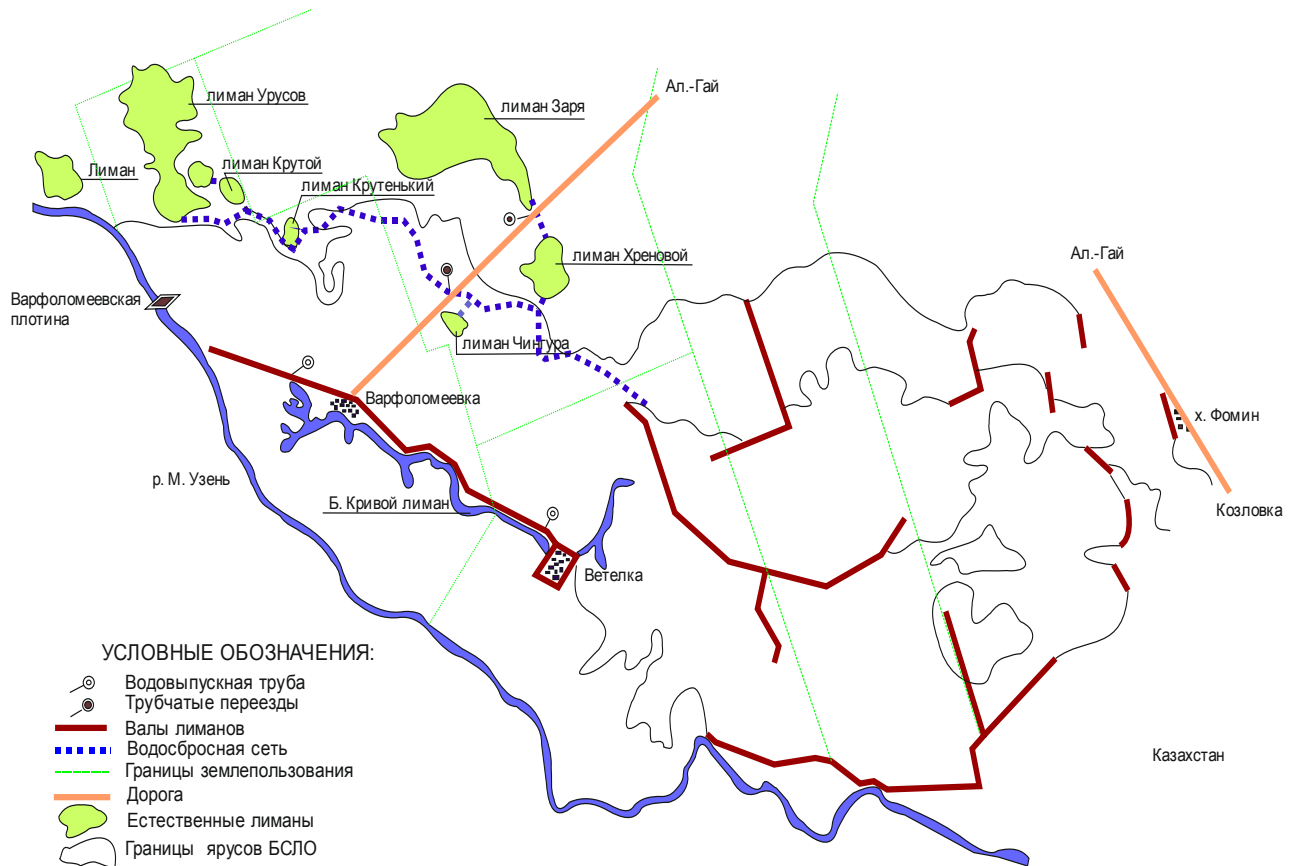 лиман Урусов
лиман Заря
Ал.-Гай
Лиман
лиман Крутой
лиман Крутенький
лиман Хреновой
Ал.-Гай
Варфоломеевская
плотина
лиман Чингура
Варфоломеевка
х. Фомин
р. М. Узень
Б. Кривой лиман
Козловка
Ветелка
Казахстан
УСЛОВНЫЕ ОБОЗНАЧЕНИЯ:
Водовыпускная труба
Трубчатые переезды
Валы лиманов
Водосбросная сеть
Границы землепользования
Дорога
Естественные лиманы
Границы ярусов БСЛО